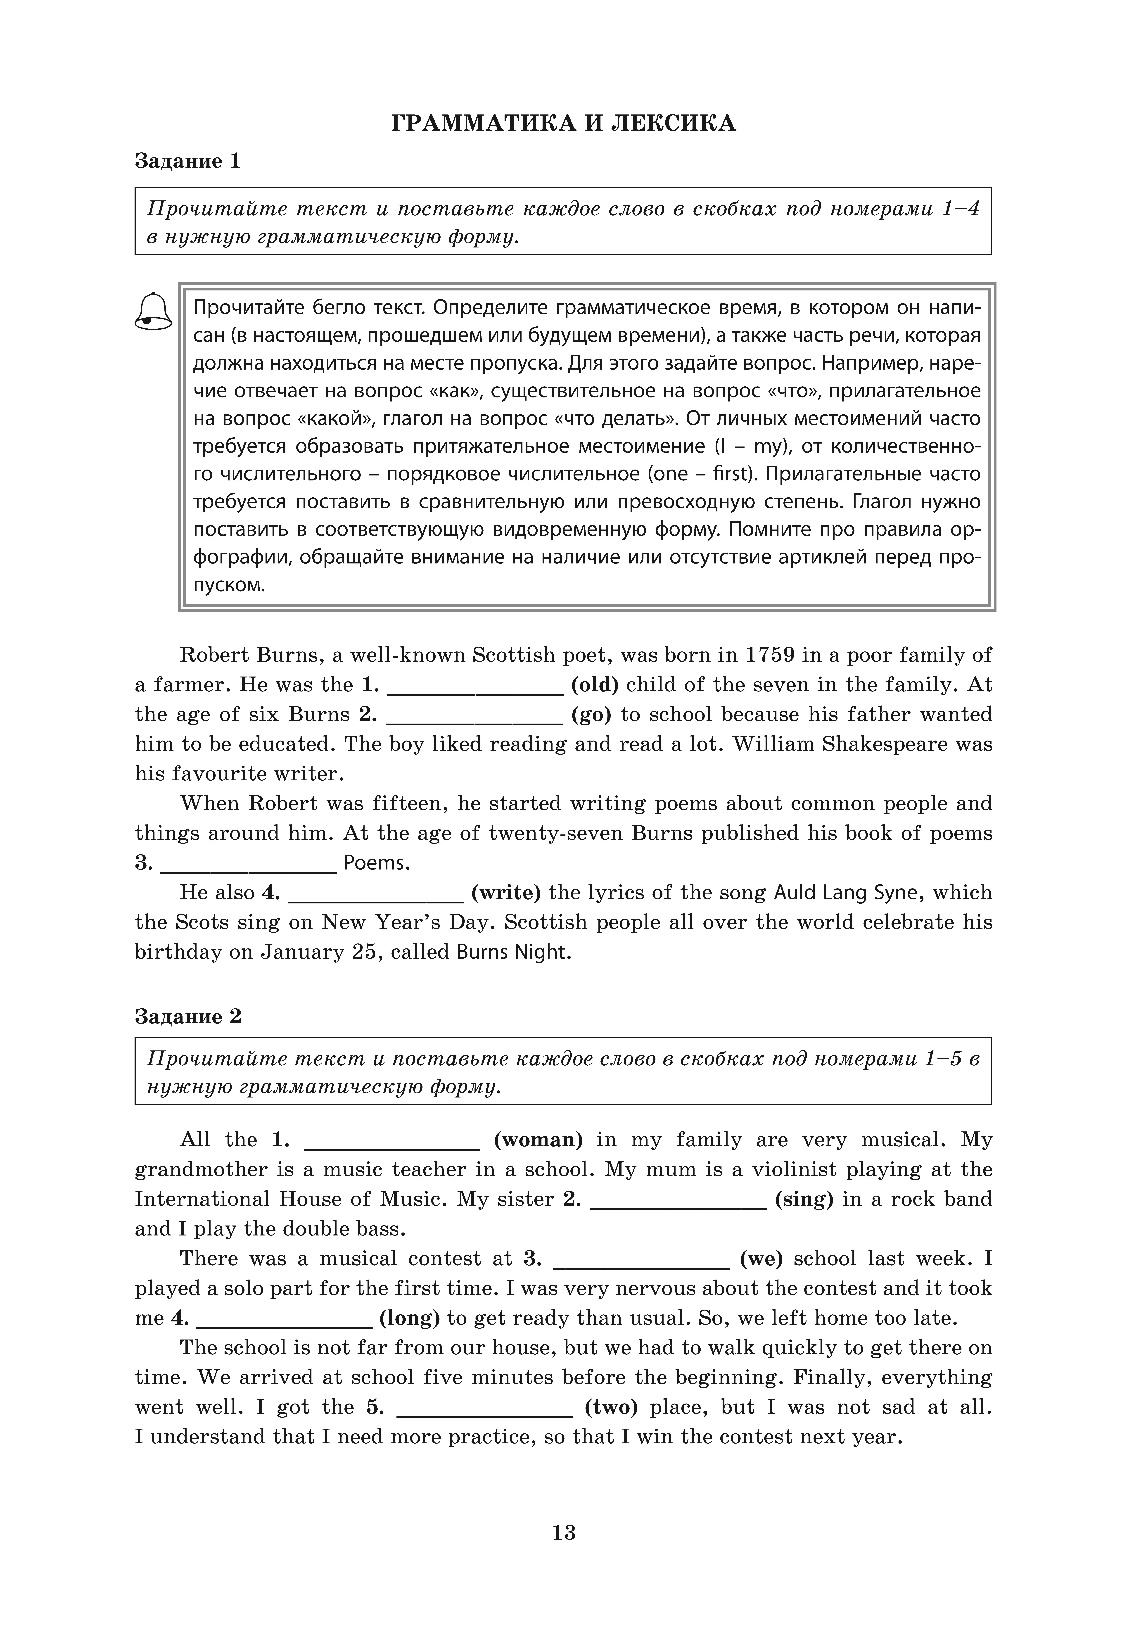 ГРАММАТИКА И ЛЕКСИКА
Задание 1
Прочитайте текст и поставьте каждое слово в скобках под номерами 1–4
в нужную грамматическую форму.
Прочитайте бегло текст. Определите грамматическое время, в котором он напи-
сан (в настоящем, прошедшем или будущем времени), а также часть речи, которая
должна находиться на месте пропуска. Для этого задайте вопрос. Например, наре-
чие отвечает на вопрос «как», существительное на вопрос «что», прилагательное
на вопрос «какой», глагол на вопрос «что делать». От личных местоимений часто
требуется образовать притяжательное местоимение (I – my), от количественно-
го числительного – порядковое числительное (one – first). Прилагательные часто
требуется поставить в сравнительную или превосходную степень. Глагол нужно
поставить в соответствующую видовременную форму. Помните про правила ор-
фографии, обращайте внимание на наличие или отсутствие артиклей перед про-
пуском.
Robert Burns, a well-known Scottish poet, was born in 1759 in a poor family of
a farmer. He was the 1. ________________ (old) child of the seven in the family. At
the age of six Burns 2. ________________ (go) to school because his father wanted
him to be educated. The boy liked reading and read a lot. William Shakespeare was
his favourite writer.
When Robert was fifteen, he started writing poems about common people and
things around him. At the age of twenty-seven Burns published his book of poems
3. ________________ Poems.
He also 4. ________________ (write) the lyrics of the song Auld Lang Syne, which
the Scots sing on New Year’s Day. Scottish people all over the world celebrate his
birthday on January 25, called Burns Night.
Задание 2
Прочитайте текст и поставьте каждое слово в скобках под номерами 1–5 в
нужную грамматическую форму.
All the 1. ________________ (woman) in my family are very musical. My
grandmother is a music teacher in a school. My mum is a violinist playing at the
International House of Music. My sister 2. ________________ (sing) in a rock band
and I play the double bass.
There was a musical contest at 3. ________________ (we) school last week. I
played a solo part for the first time. I was very nervous about the contest and it took
me 4. ________________ (long) to get ready than usual. So, we left home too late.
The school is not far from our house, but we had to walk quickly to get there on
time. We arrived at school five minutes before the beginning. Finally, everything
went well. I got the 5. ________________ (two) place, but I was not sad at all.
I understand that I need more practice, so that I win the contest next year.
13